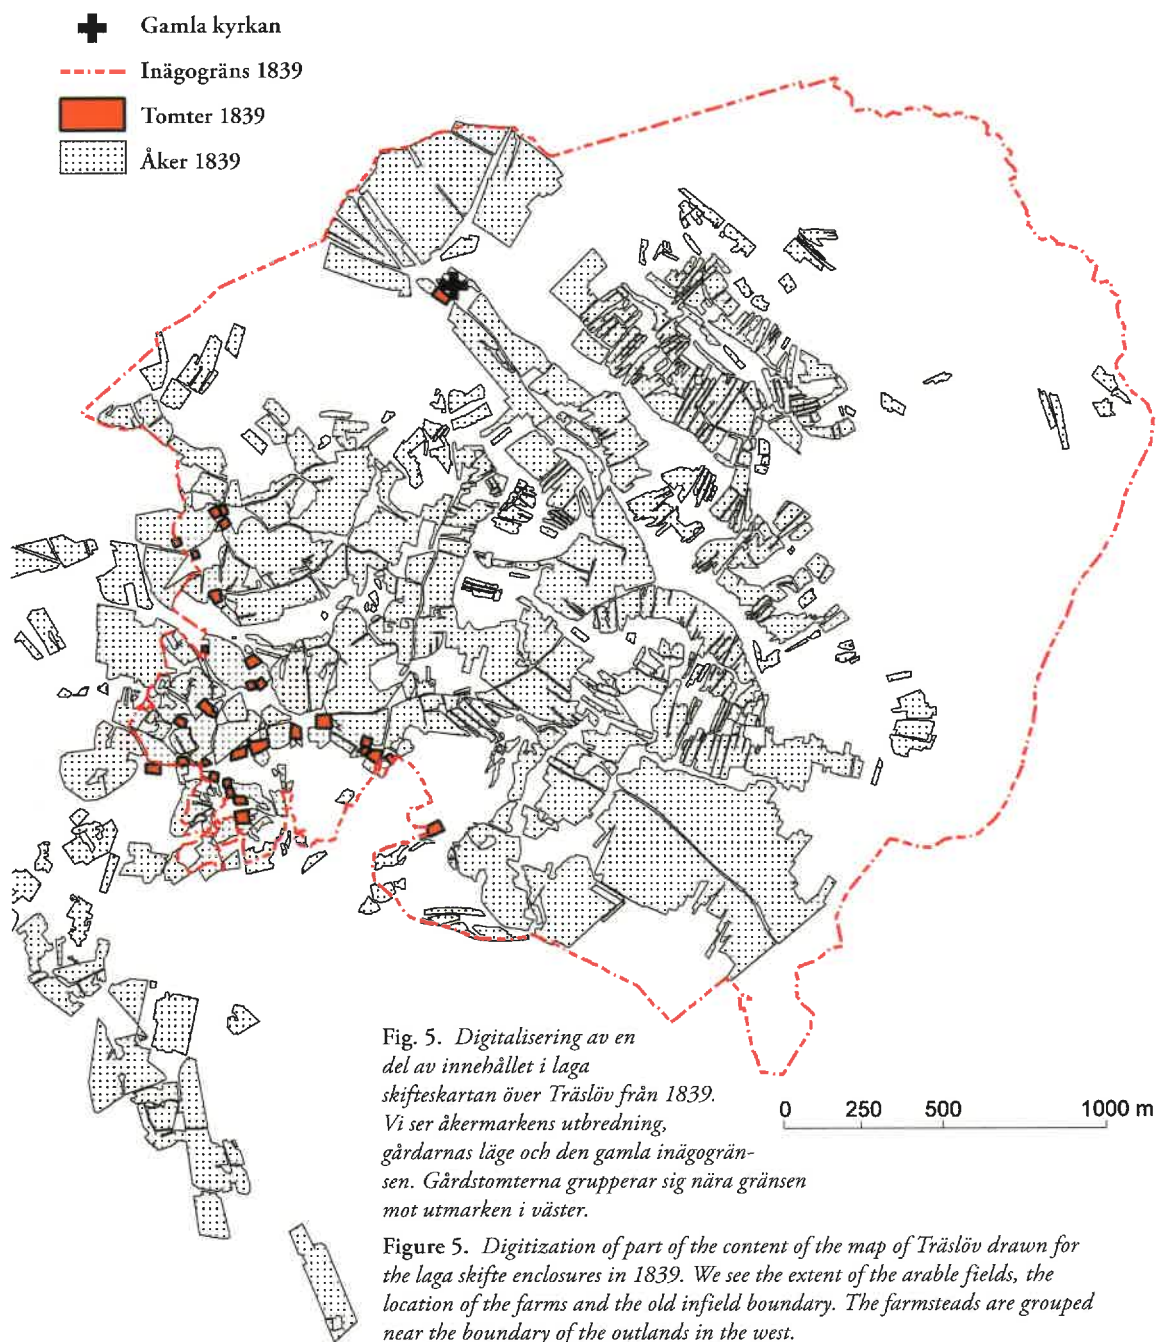 Gamla kyrkan
Inägogräns 1839
Tomter 1839
Åker 1839
Fig. 5. Digitalisering av en
del av innehållet i laga
skifteskartan över Träslöv från 1839.
Vi ser åkermarkens utbredning,
gårdarnas läge och den gamla inägogrän-
sen. Gårdstomterna grupperar sig nära gränsen
mot utmarken i väster.
0 250 500 1000 m
Figure 5. Digitization of part of the content of the map of Träslöv drawn for
the laga skifte enclosures in 1839. We see the extent of the arable fields, the
location of the farms and the old infield boundary. The farmsteads are grouped
near the boundary of the outlands in the west.